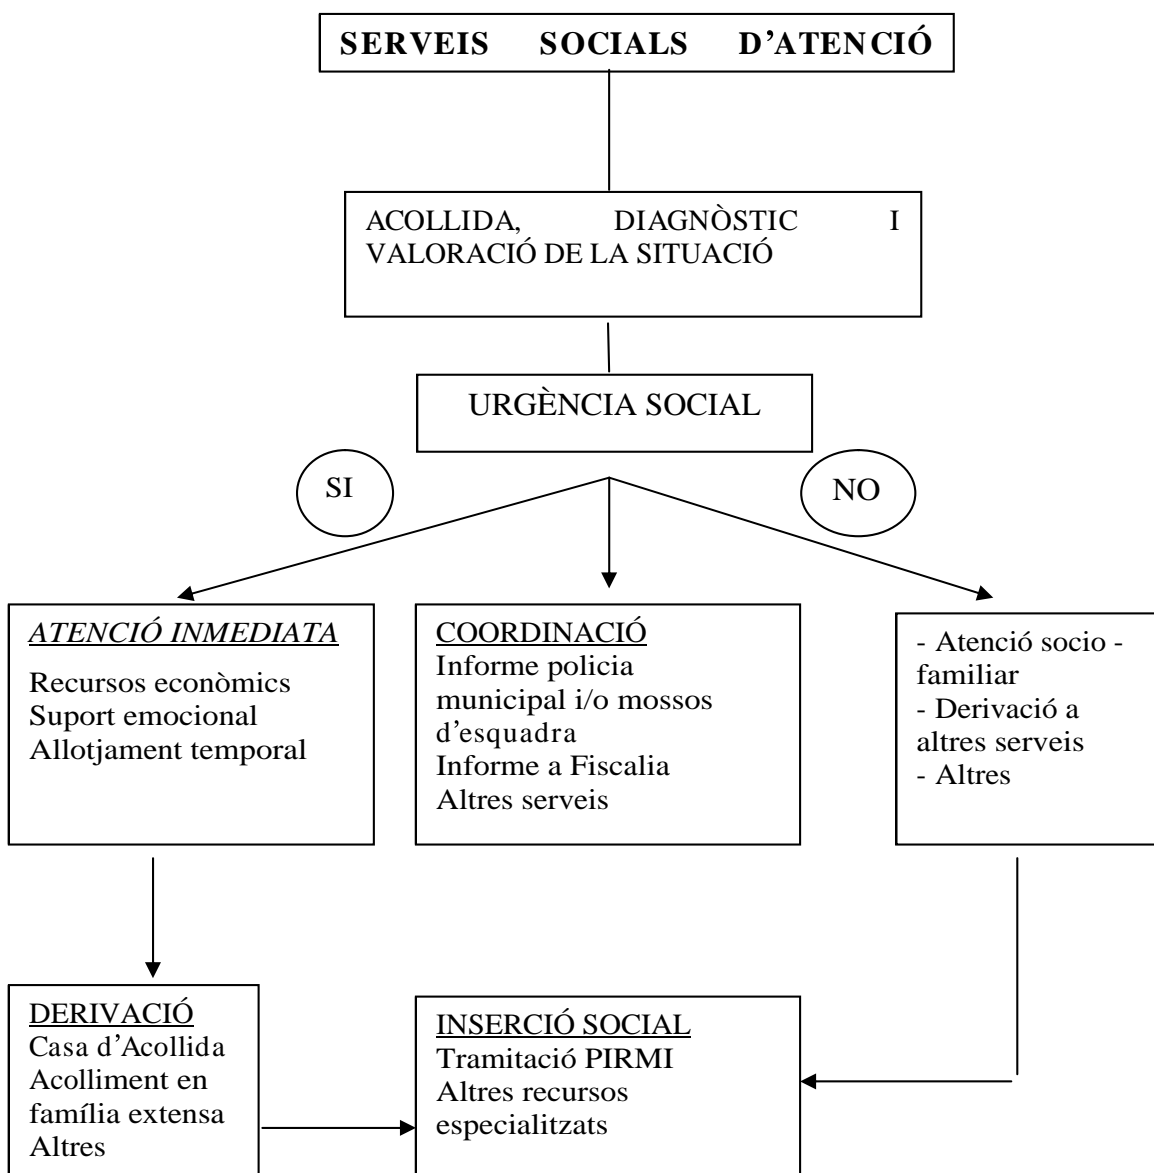 SERVEIS SOCIALS D'ATENCIÓ
ACOLLIDA, DIAGNÒSTIC I
VALORACIÓ DE LA SITUACIÓ
URGÈNCIA SOCIAL
SI
NO
ATENCIÓ INMEDIATA
Recursos econòmics
Suport emocional
Allotjament temporal
COORDINACIÓ
Informe policia
municipal i/o mossos
d'esquadra
Informe a Fiscalia
Altres serveis
- Atenció socio -
familiar
- Derivació a
altres serveis
- Altres
DERIVACIÓ
Casa d'Acollida
Acolliment en
família extensa
Altres
INSERCIÓ SOCIAL
Tramitació PIRMI
Altres recursos
especialitzats